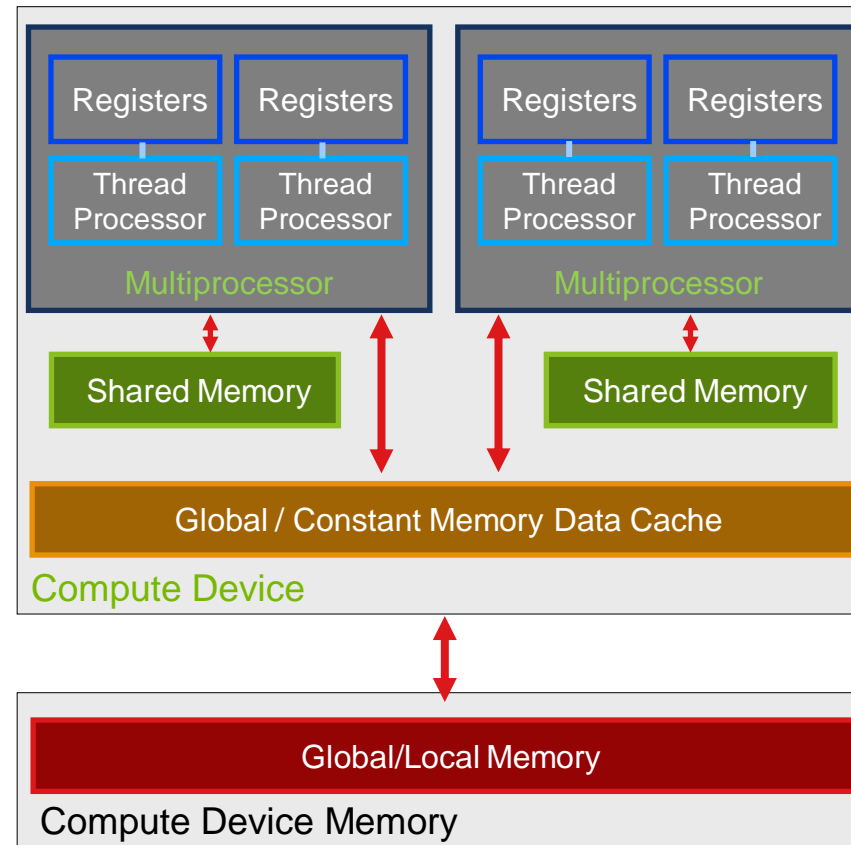 Registers
Registers
Registers
Registers
Thread
Processor
Thread
Processor
Thread
Processor
Thread
Processor
Multiprocessor
Multiprocessor
Shared Memory
Shared Memory
Global / Constant Memory Data Cache
Compute Device
Global/Local Memory
Compute Device Memory